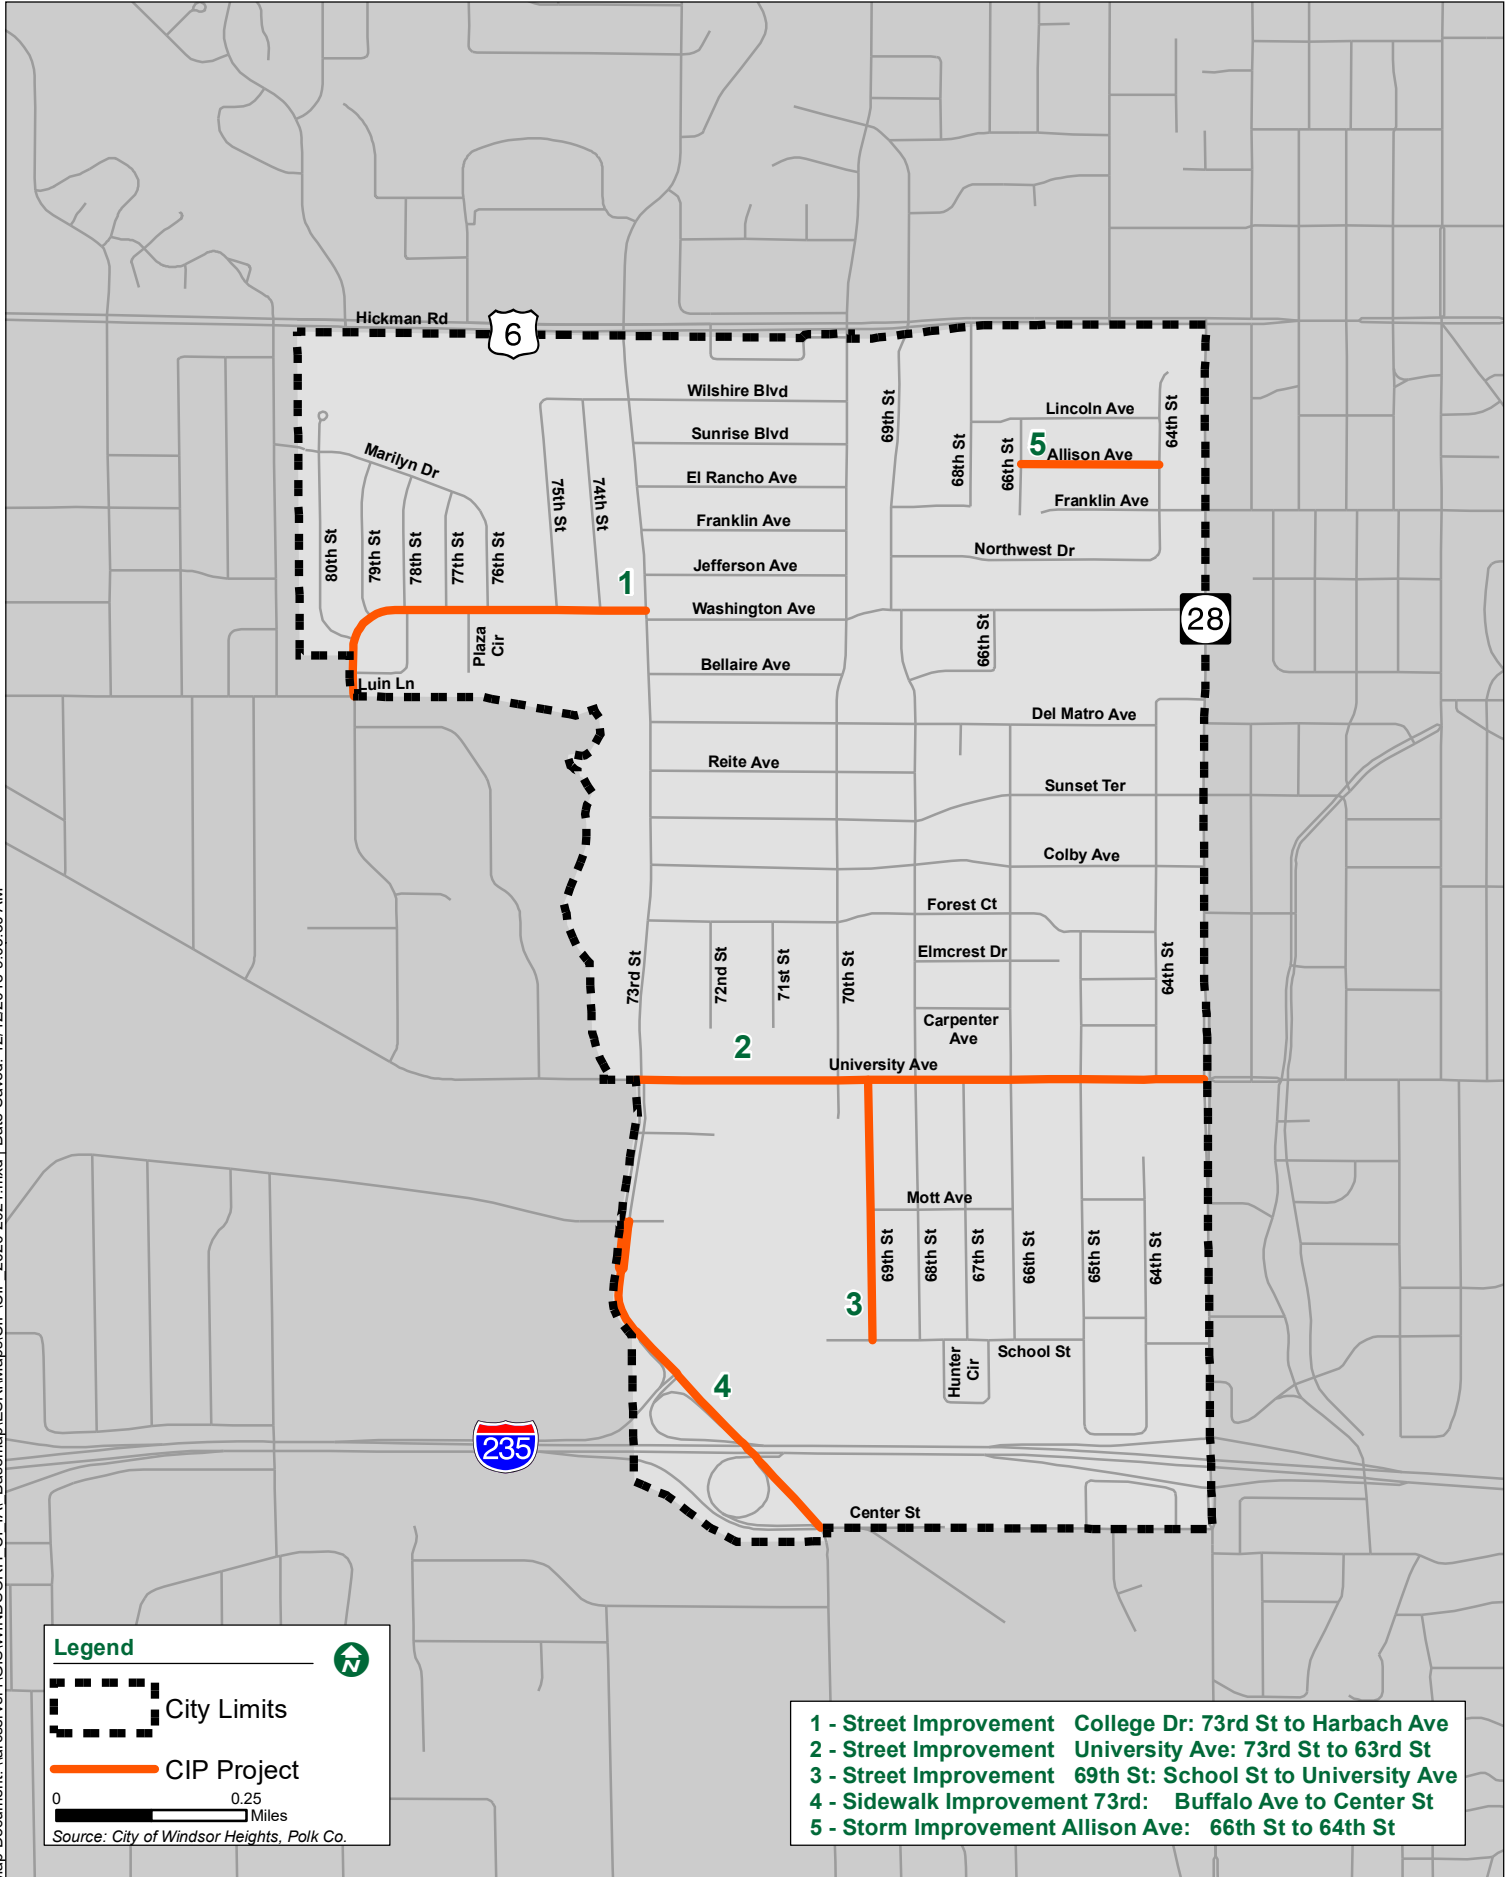 Hickman Rd
6
Wilshire Blvd
69th St
Lincoln Ave
64th St
Sunrise Blvd
68th St
66th St
5
Allison Ave
Marilyn Dr
El Rancho Ave
75th St
74th St
Franklin Ave
Franklin Ave
80th St
79th St
78th St
77th St
76th St
Northwest Dr
Jefferson Ave
1
Washington Ave
28
Plaza
Cir
66th St
Bellaire Ave
Luin Ln
Del Matro Ave
Reite Ave
Sunset Ter
Colby Ave
Forest Ct
Elmcrest Dr
73rd St
72nd St
71st St
70th St
64th St
Carpenter
Ave
2
University Ave
Mott Ave
69th St
68th St
67th St
66th St
65th St
64th St
3
School St
Hunter
Cir
4
235
Center St
Legend
N
City Limits
CIP Project
0 0.25
Miles
Source: City of Windsor Heights, Polk Co.
1 - Street Improvement College Dr: 73rd St to Harbach Ave
2 - Street Improvement University Ave: 73rd St to 63rd St
3 - Street Improvement 69th St: School St to University Ave
4 - Sidewalk Improvement 73rd: Buffalo Ave to Center St
5 - Storm Improvement Allison Ave: 66th St to 64th St